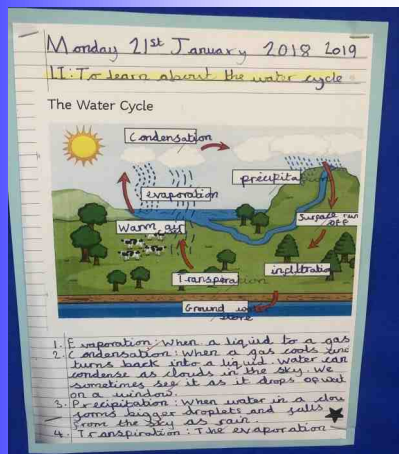 Monday 21st January 2018 2019
LI: To learn about the water cycle
The Water Cycle
Condensation
precipita
evaporation
Surface run off
Warm air
infiltration
Transpiration
Ground water store
1. Evaporation: When a liquid to a gas
2. Condensation: When a gas cools and
turns back into a liquid. Water can
condense as clouds in the sky. We
sometimes see it as it drops of wat
on a window.
3. Precipitation: When water in a clou
forms bigger droplets and falls
from the sky as rain.
4. Transpiration: The evaporation